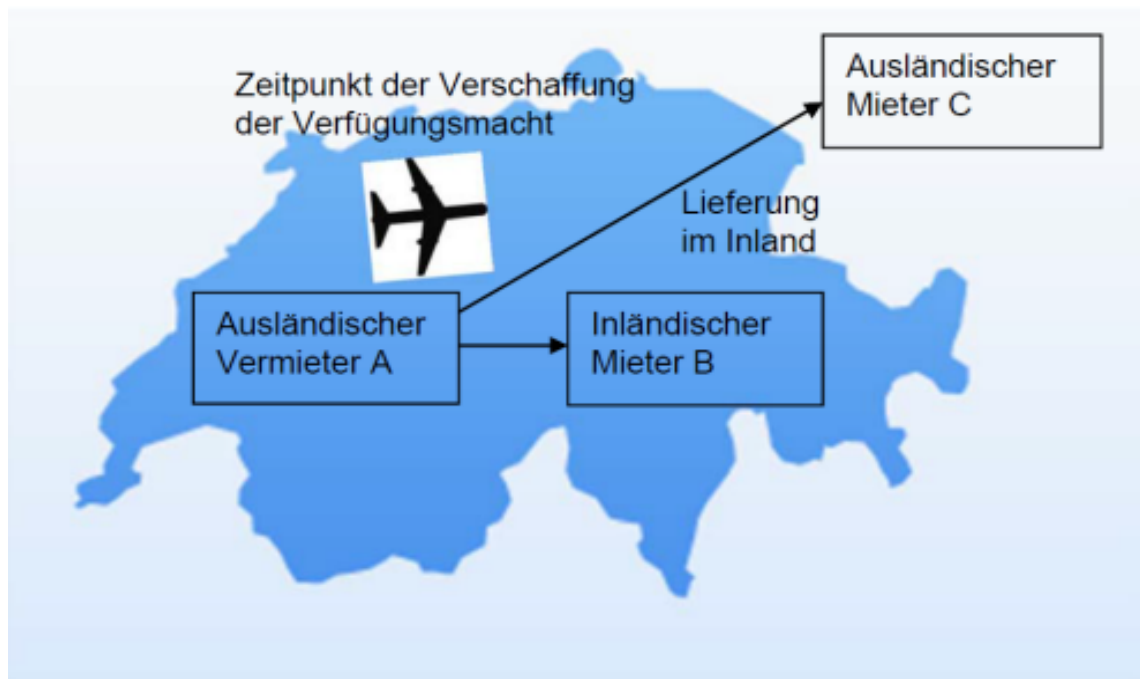 Zeitpunkt der Verschaffung
der Verfügungsmacht
Ausländischer
Mieter C
Lieferung
im Inland
Ausländischer
Vermieter A
Inländischer
Mieter B